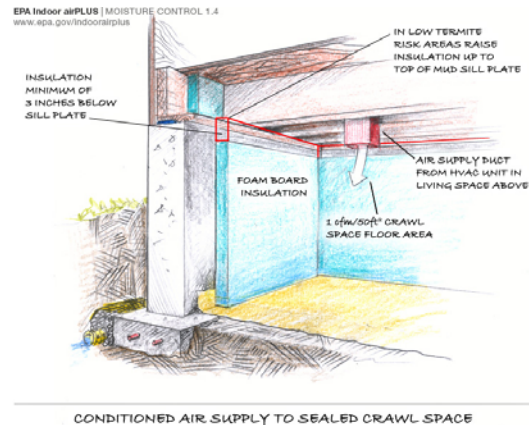 EPA Indoor airPLUS | MOISTURE CONTROL 1.4
www.epa.gov/indoorairplus
IN LOW TERMITE
RISK AREAS RAISE
INSULATION UP TO
TOP OF MUD SILL PLATE
INSULATION
MINIMUM OF
3 INCHES BELOW
SILL PLATE
AIR SUPPLY DUCT
FROM HVAC UNIT IN
LIVING SPACE ABOVE
FOAM BOARD
INSULATION
1 cfm/50ft² CRAWL
SPACE FLOOR AREA
CONDITIONED AIR SUPPLY TO SEALED CRAWL SPACE